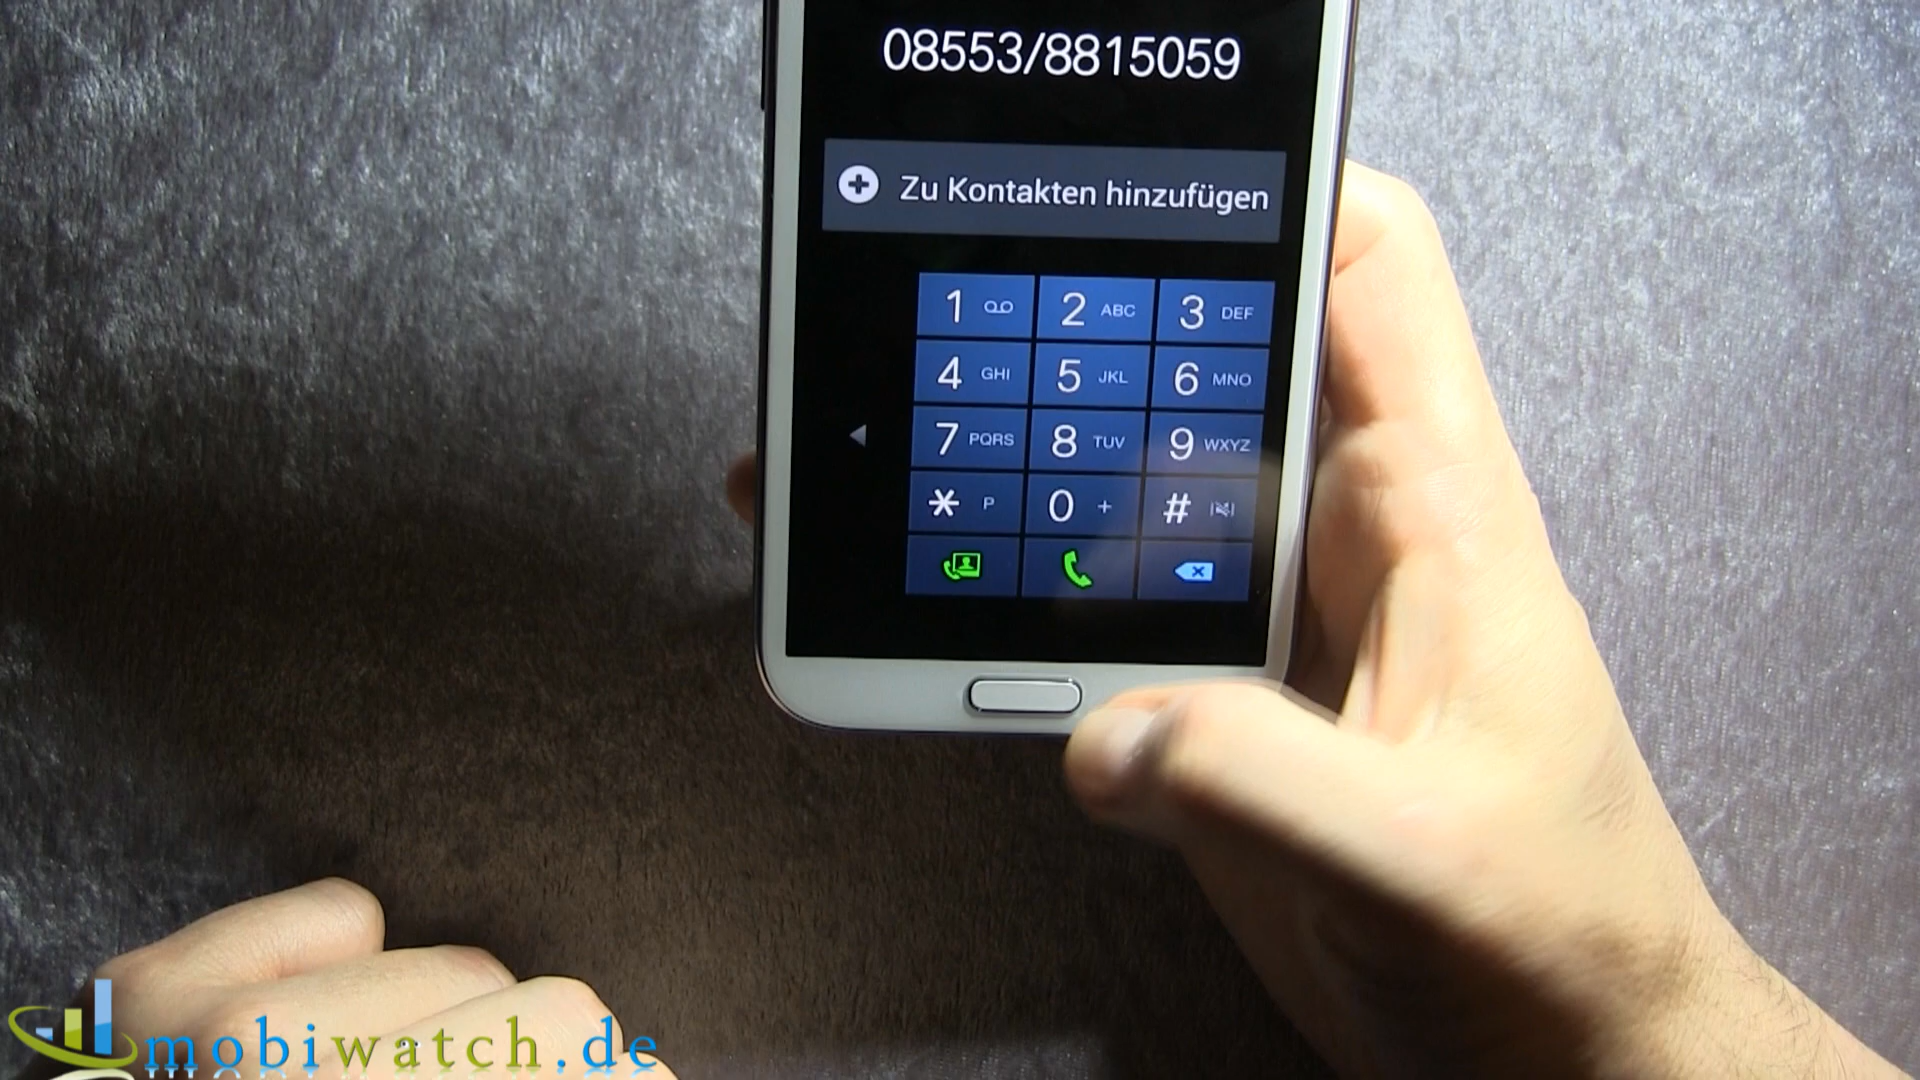 08553/8815059
Zu Kontakten hinzufügen
1 2 ABC 3 DEF
4 GHI 5 JKL 6 MNO
7 PQRS 8 TUV 9 WXYZ
* P 0 + #
mobiwatch.de